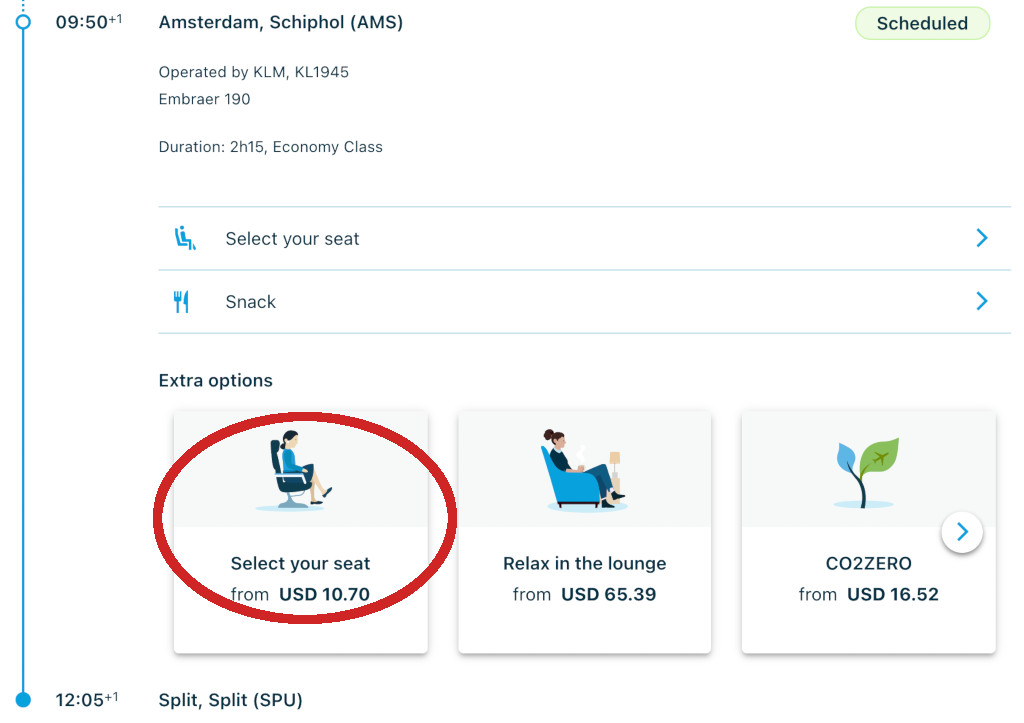 09:50+1 Amsterdam, Schiphol (AMS) Scheduled
Operated by KLM, KL1945
Embraer 190
Duration: 2h15, Economy Class
Select your seat
Snack
Extra options
Select your seat
from USD 10.70
Relax in the lounge
from USD 65.39
CO2ZERO
from USD 16.52
12:05+1 Split, Split (SPU)